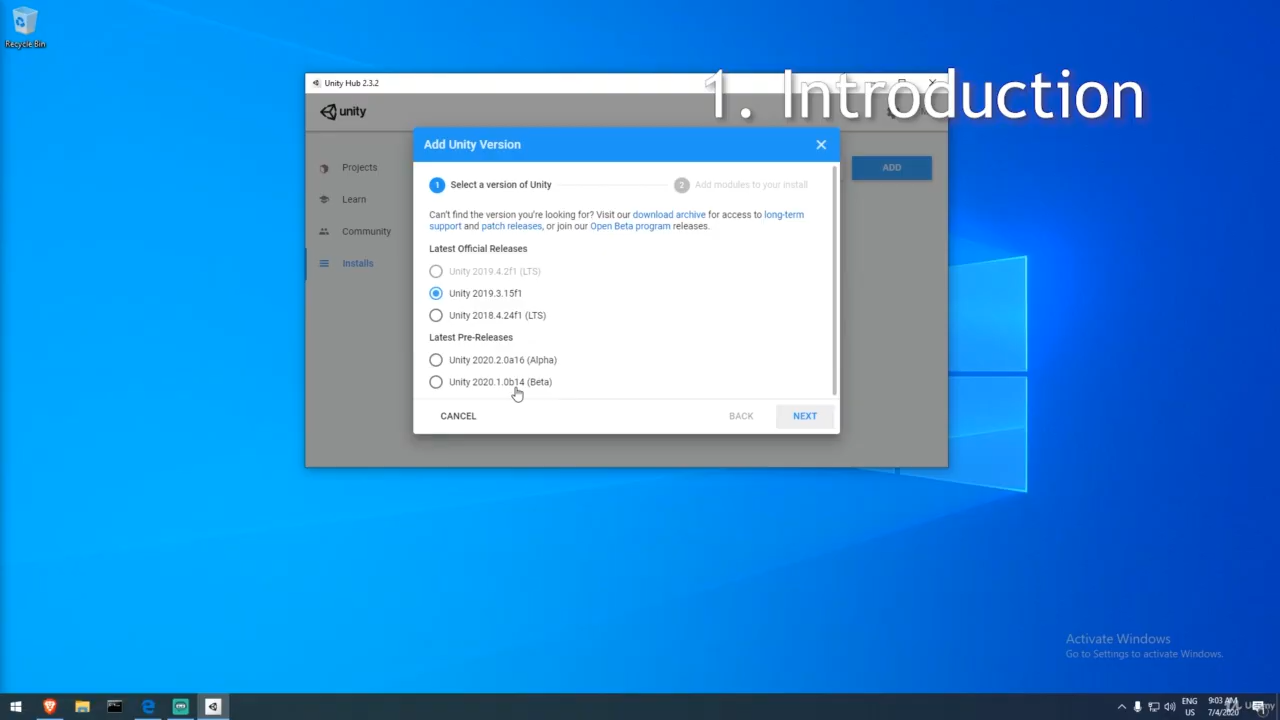 Recycle Bin
Unity Hub 2.3.2
1. Introduction
unity
Add Unity Version
Projects
Learn
Community
Installs
ADD
1 Select a version of Unity
2 Add modules to your install
Can't find the version you're looking for? Visit our download archive for access to long-term
support and patch releases, or join our Open Beta program releases.
Latest Official Releases
Unity 2019.4.2f1 (LTS)
Unity 2019.3.15f1
Unity 2018.4.24f1 (LTS)
Latest Pre-Releases
Unity 2020.2.0a16 (Alpha)
Unity 2020.1.0b14 (Beta)
CANCEL
BACK
NEXT
Activate Windows
Go to Settings to activate Windows.
ENG
US
9:03 AM
7/4/2020
Udemy